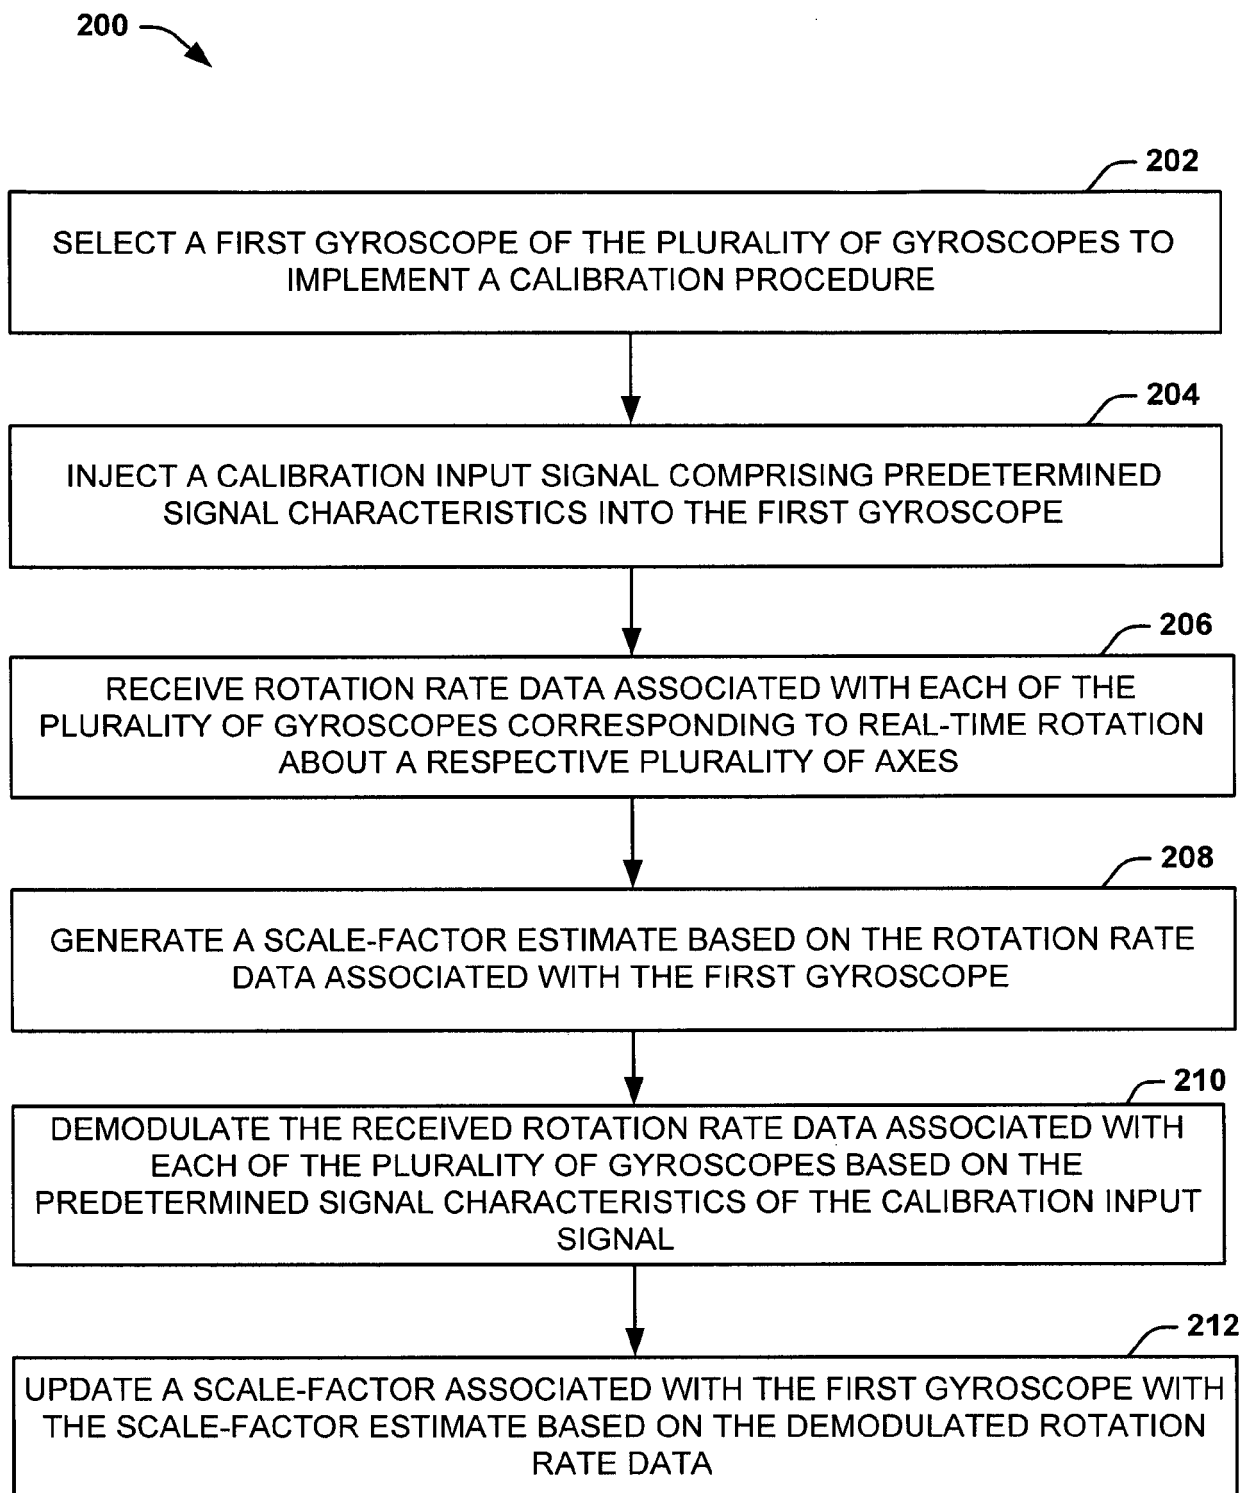 200
202
SELECT A FIRST GYROSCOPE OF THE PLURALITY OF GYROSCOPES TO
IMPLEMENT A CALIBRATION PROCEDURE
204
INJECT A CALIBRATION INPUT SIGNAL COMPRISING PREDETERMINED
SIGNAL CHARACTERISTICS INTO THE FIRST GYROSCOPE
206
RECEIVE ROTATION RATE DATA ASSOCIATED WITH EACH OF THE
PLURALITY OF GYROSCOPES CORRESPONDING TO REAL-TIME ROTATION
ABOUT A RESPECTIVE PLURALITY OF AXES
208
GENERATE A SCALE-FACTOR ESTIMATE BASED ON THE ROTATION RATE
DATA ASSOCIATED WITH THE FIRST GYROSCOPE
210
DEMODULATE THE RECEIVED ROTATION RATE DATA ASSOCIATED WITH
EACH OF THE PLURALITY OF GYROSCOPES BASED ON THE
PREDETERMINED SIGNAL CHARACTERISTICS OF THE CALIBRATION INPUT
SIGNAL
212
UPDATE A SCALE-FACTOR ASSOCIATED WITH THE FIRST GYROSCOPE WITH
THE SCALE-FACTOR ESTIMATE BASED ON THE DEMODULATED ROTATION
RATE DATA